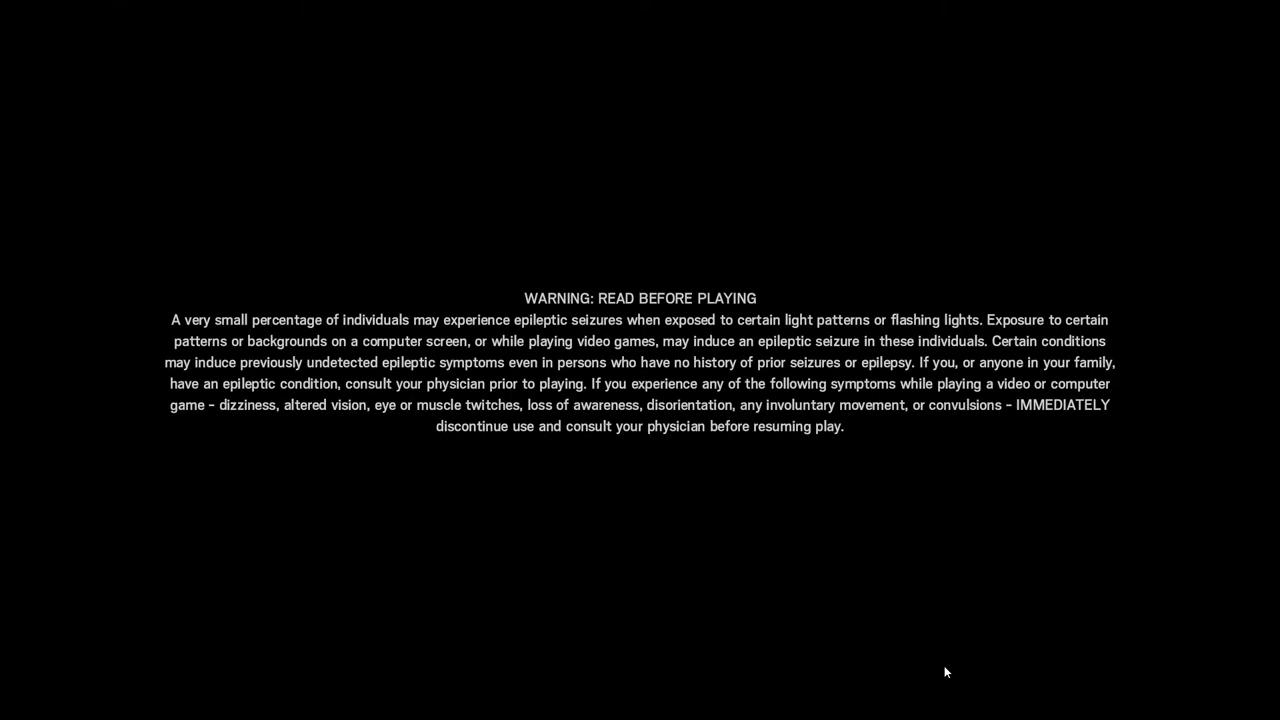 WARNING: READ BEFORE PLAYING
A very small percentage of individuals may experience epileptic seizures when exposed to certain light patterns or flashing lights. Exposure to certain
patterns or backgrounds on a computer screen, or while playing video games, may induce an epileptic seizure in these individuals. Certain conditions
may induce previously undetected epileptic symptoms even in persons who have no history of prior seizures or epilepsy. If you, or anyone in your family,
have an epileptic condition, consult your physician prior to playing. If you experience any of the following symptoms while playing a video or computer
game - dizziness, altered vision, eye or muscle twitches, loss of awareness, disorientation, any involuntary movement, or convulsions - IMMEDIATELY
discontinue use and consult your physician before resuming play.